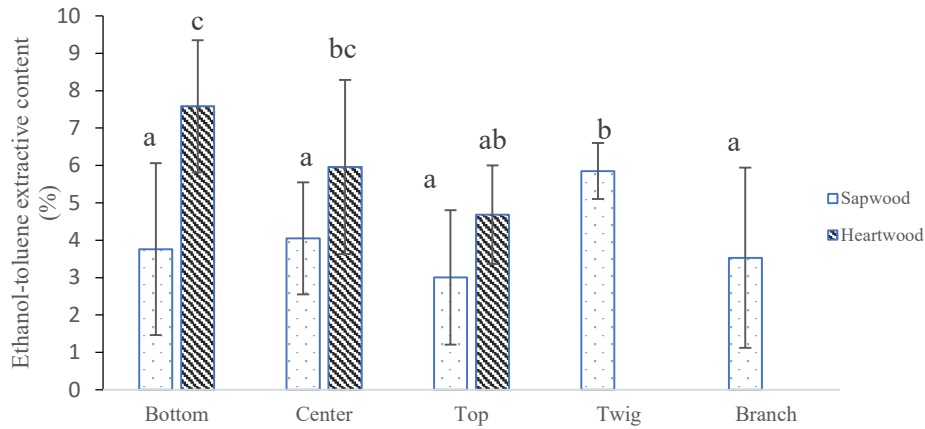 Ethanol-toluene extractive content
(%)
10
9
8
7
6
5
4
3
2
1
0
a
c
a
bc
a
ab
b
a
Bottom
Center
Top
Twig
Branch
Sapwood
Heartwood